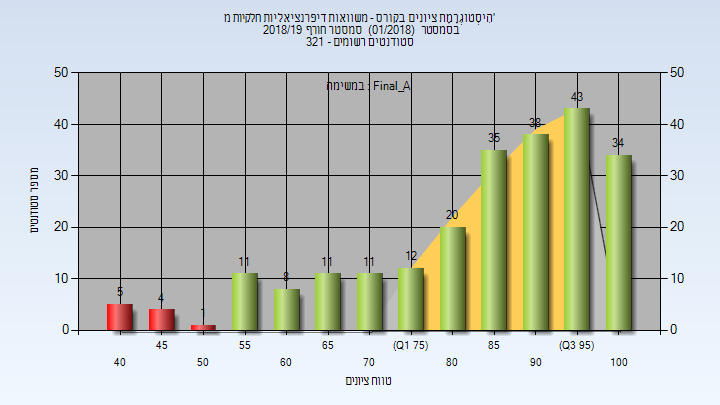 היסטוגרמת ציונים בקורס - משוואות דיפרנציאליות חלקיות מ'
בסמסטר (01/2018) סמסטר חורף 2018/19
סטודנטים רשומים - 321
במשימה : Final_A
מספר סטודנטים
50 50
40 40
30 30
20 20
10 10
0 0
5 4 1 11 8 11 11 12 20 35 38 43 34
45 55 65 (Q1 75) 85 (Q3 95)
40 50 60 70 80 90 100
טווח ציונים